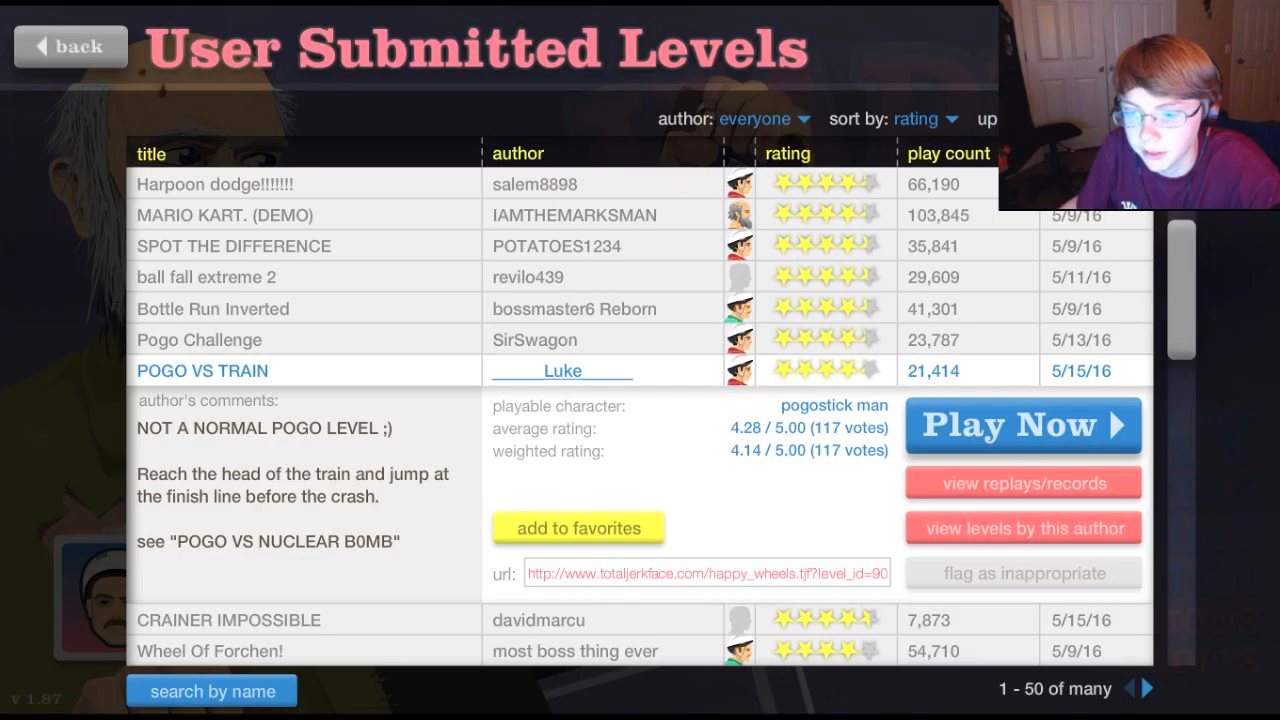 back
User Submitted Levels
author: everyone sort by: rating up
title author rating play count
Harpoon dodge!!!!!!! salem8898 66,190
MARIO KART. (DEMO) IAMTHEMARKSMAN 103,845 5/9/16
SPOT THE DIFFERENCE POTATOES1234 35,841 5/9/16
ball fall extreme 2 revilo439 29,609 5/11/16
Bottle Run Inverted bossmaster6 Reborn 41,301 5/9/16
Pogo Challenge SirSwagon 23,787 5/13/16
POGO VS TRAIN ______Luke______ 21,414 5/15/16
author's comments:
NOT A NORMAL POGO LEVEL ;)
Reach the head of the train and jump at
the finish line before the crash.
see "POGO VS NUCLEAR B0MB"
playable character: pogostick man
average rating: 4.28 / 5.00 (117 votes)
weighted rating: 4.14 / 5.00 (117 votes)
add to favorites
url: http://www.totaljerkface.com/happy_wheels.tjf?level_id=90
Play Now
view replays/records
view levels by this author
flag as inappropriate
CRAINER IMPOSSIBLE davidmarcu 7,873 5/15/16
Wheel Of Forchen! most boss thing ever 54,710 5/9/16
v 1.87
search by name
1 - 50 of many